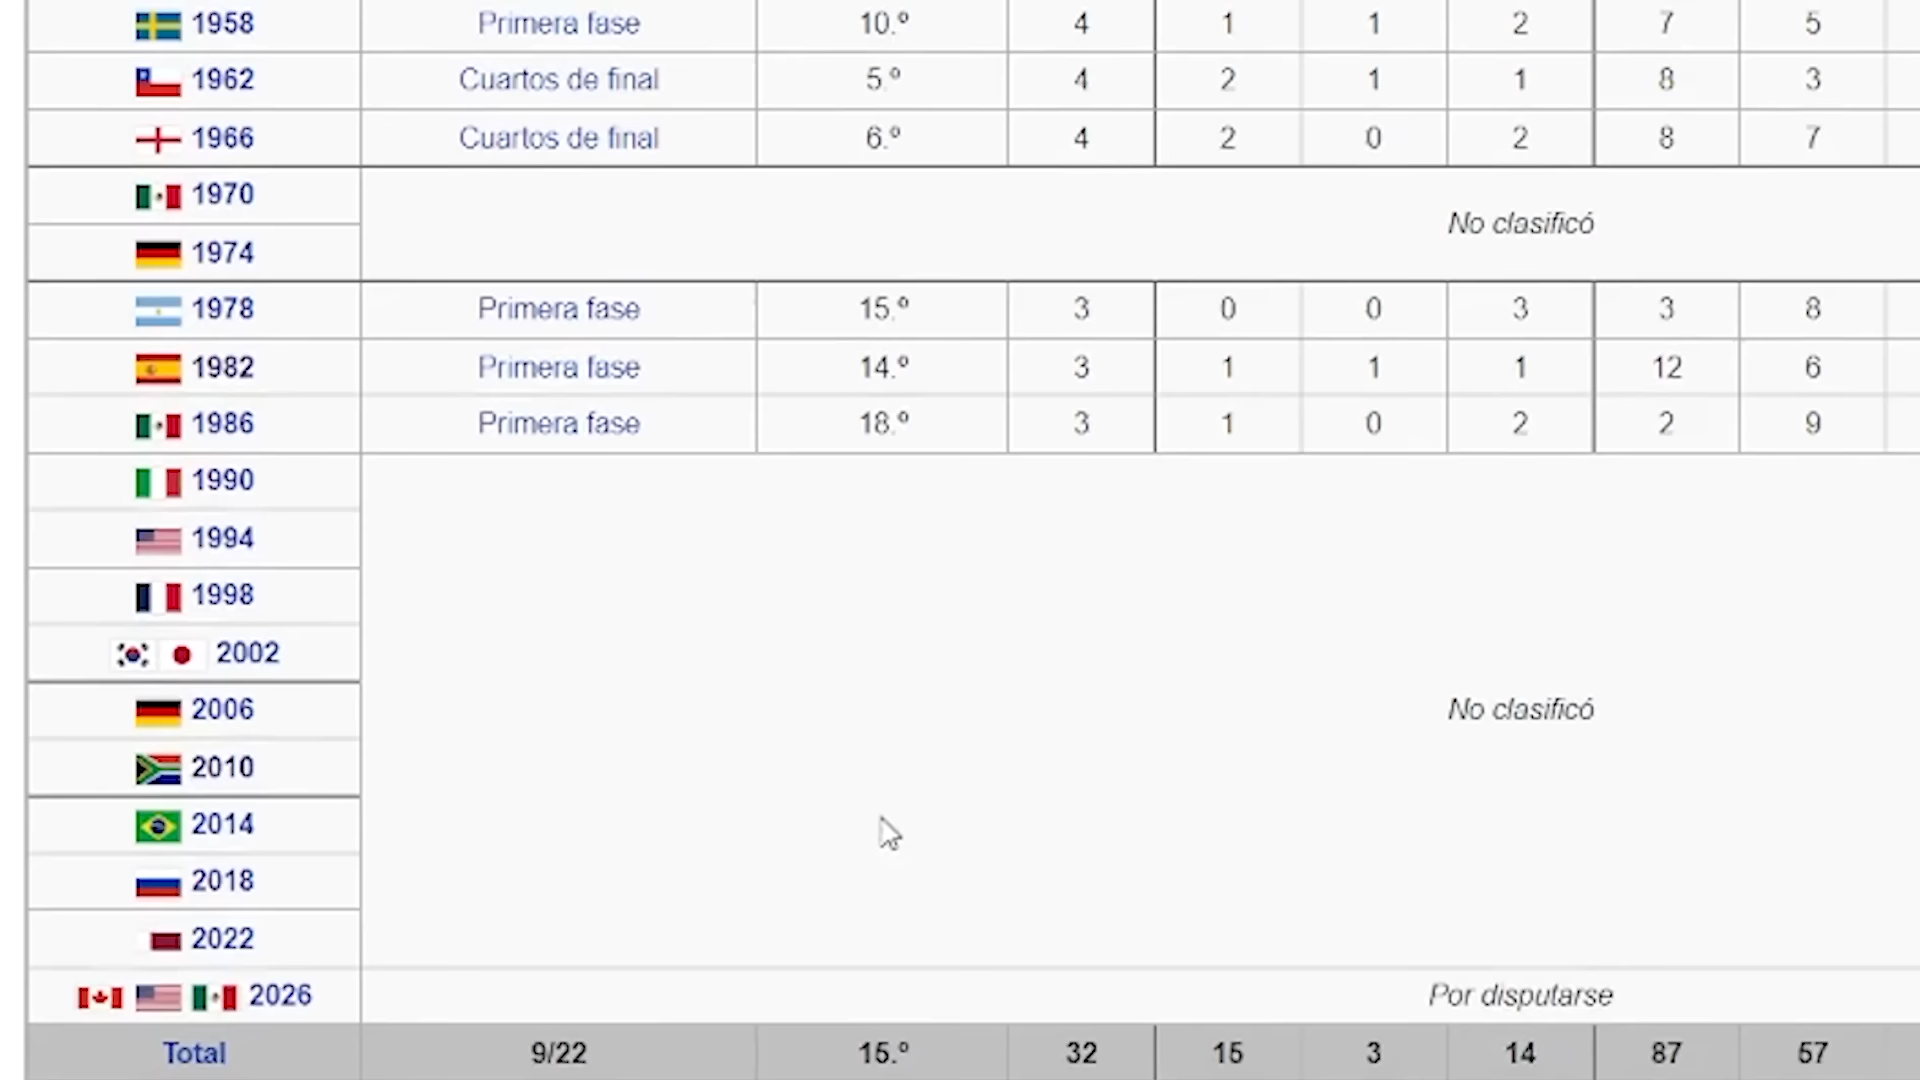 1958 Primera fase 10.º 4 1 1 2 7 5
1962 Cuartos de final 5.º 4 2 1 1 8 3
1966 Cuartos de final 6.º 4 2 0 2 8 7
1970
No clasificó
1974
1978 Primera fase 15.º 3 0 0 3 3 8
1982 Primera fase 14.º 3 1 1 1 12 6
1986 Primera fase 18.º 3 1 0 2 2 9
1990
1994
1998
2002
2006 No clasificó
2010
2014
2018
2022
2026 Por disputarse
Total 9/22 15.º 32 15 3 14 87 57